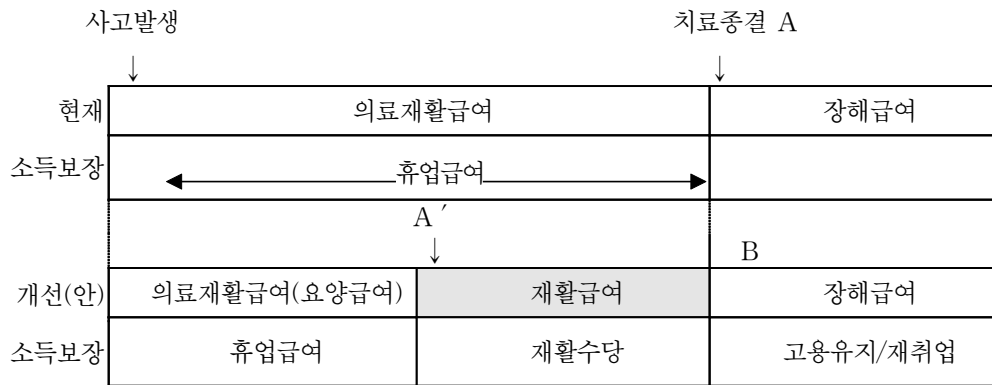 사고발생 치료종결 A
현재 의료재활급여 장해급여
소득보장 휴업급여
A ′
B
개선(안) 의료재활급여(요양급여) 재활급여 장해급여
소득보장 휴업급여 재활수당 고용유지/재취업